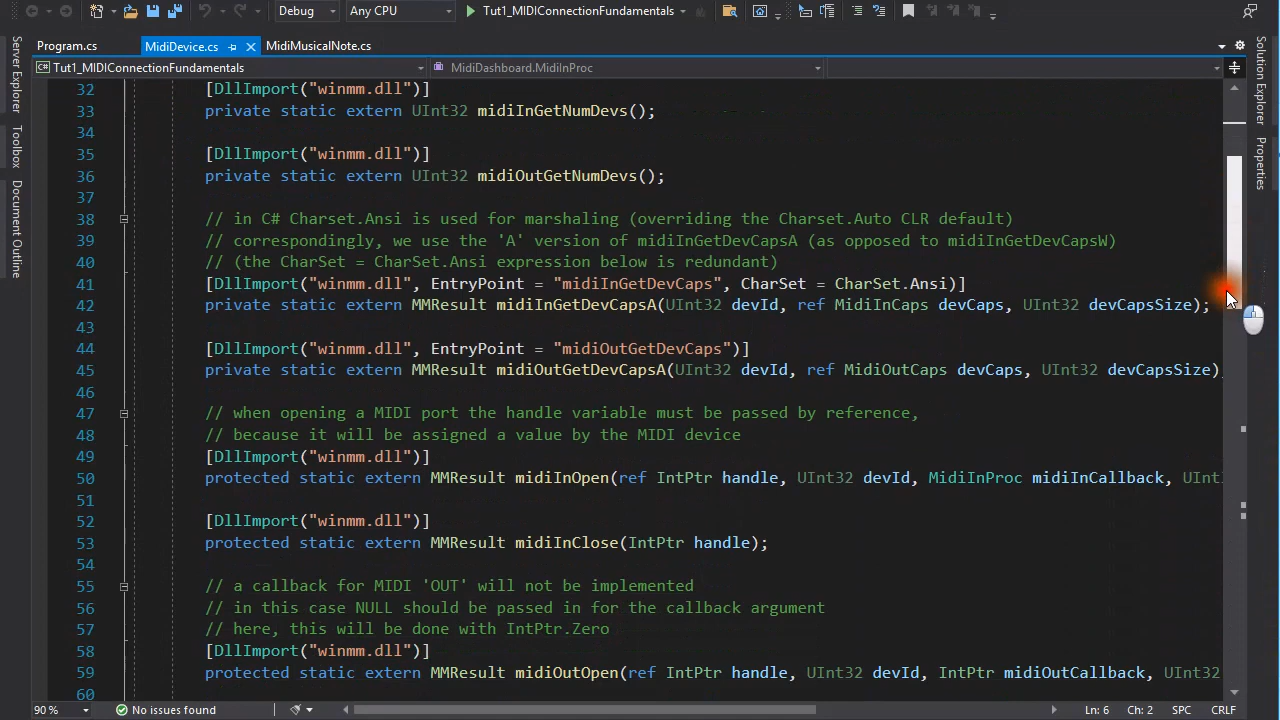 Debug
Any CPU
Tut1_MIDIConnectionFundamentals
Program.cs
MidiDevice.cs
MidiMusicalNote.cs
C# Tut1_MIDIConnectionFundamentals
MidiDashboard.MidiInProc
Server Explorer
Toolbox
Document Outline
Solution Explorer
Properties
32 [DllImport("winmm.dll")]
33 private static extern UInt32 midiInGetNumDevs();
34
35 [DllImport("winmm.dll")]
36 private static extern UInt32 midiOutGetNumDevs();
37
38 // in C# Charset.Ansi is used for marshaling (overriding the Charset.Auto CLR default)
39 // correspondingly, we use the 'A' version of midiInGetDevCapsA (as opposed to midiInGetDevCapsW)
40 // (the CharSet = CharSet.Ansi expression below is redundant)
41 [DllImport("winmm.dll", EntryPoint = "midiInGetDevCaps", CharSet = CharSet.Ansi)]
42 private static extern MMResult midiInGetDevCapsA(UInt32 devId, ref MidiInCaps devCaps, UInt32 devCapsSize);
43
44 [DllImport("winmm.dll", EntryPoint = "midiOutGetDevCaps")]
45 private static extern MMResult midiOutGetDevCapsA(UInt32 devId, ref MidiOutCaps devCaps, UInt32 devCapsSize)
46
47 // when opening a MIDI port the handle variable must be passed by reference,
48 // because it will be assigned a value by the MIDI device
49 [DllImport("winmm.dll")]
50 protected static extern MMResult midiInOpen(ref IntPtr handle, UInt32 devId, MidiInProc midiInCallback,
51
52 [DllImport("winmm.dll")]
53 protected static extern MMResult midiInClose(IntPtr handle);
54
55 // a callback for MIDI 'OUT' will not be implemented
56 // in this case NULL should be passed in for the callback argument
57 // here, this will be done with IntPtr.Zero
58 [DllImport("winmm.dll")]
59 protected static extern MMResult midiOutOpen(ref IntPtr handle, UInt32 devId, IntPtr midiOutCallback, UInt32
60
90 %
No issues found
Ln: 6
Ch: 2
SPC
CRLF